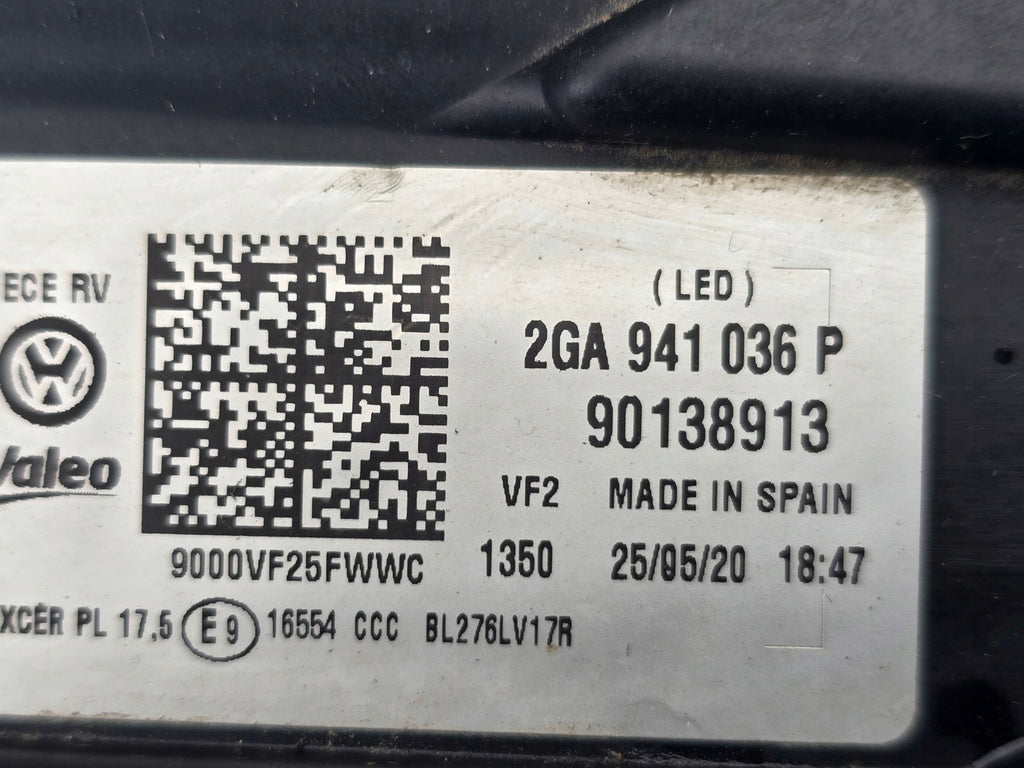 ECE RV
(LED)
2GA 941 036 P
90138913
Valeo
VF2 MADE IN SPAIN
9000VF25FWWC 1350 25/05/20 18:47
XCER PL 17,5 E9 16554 CCC BL276LV17R